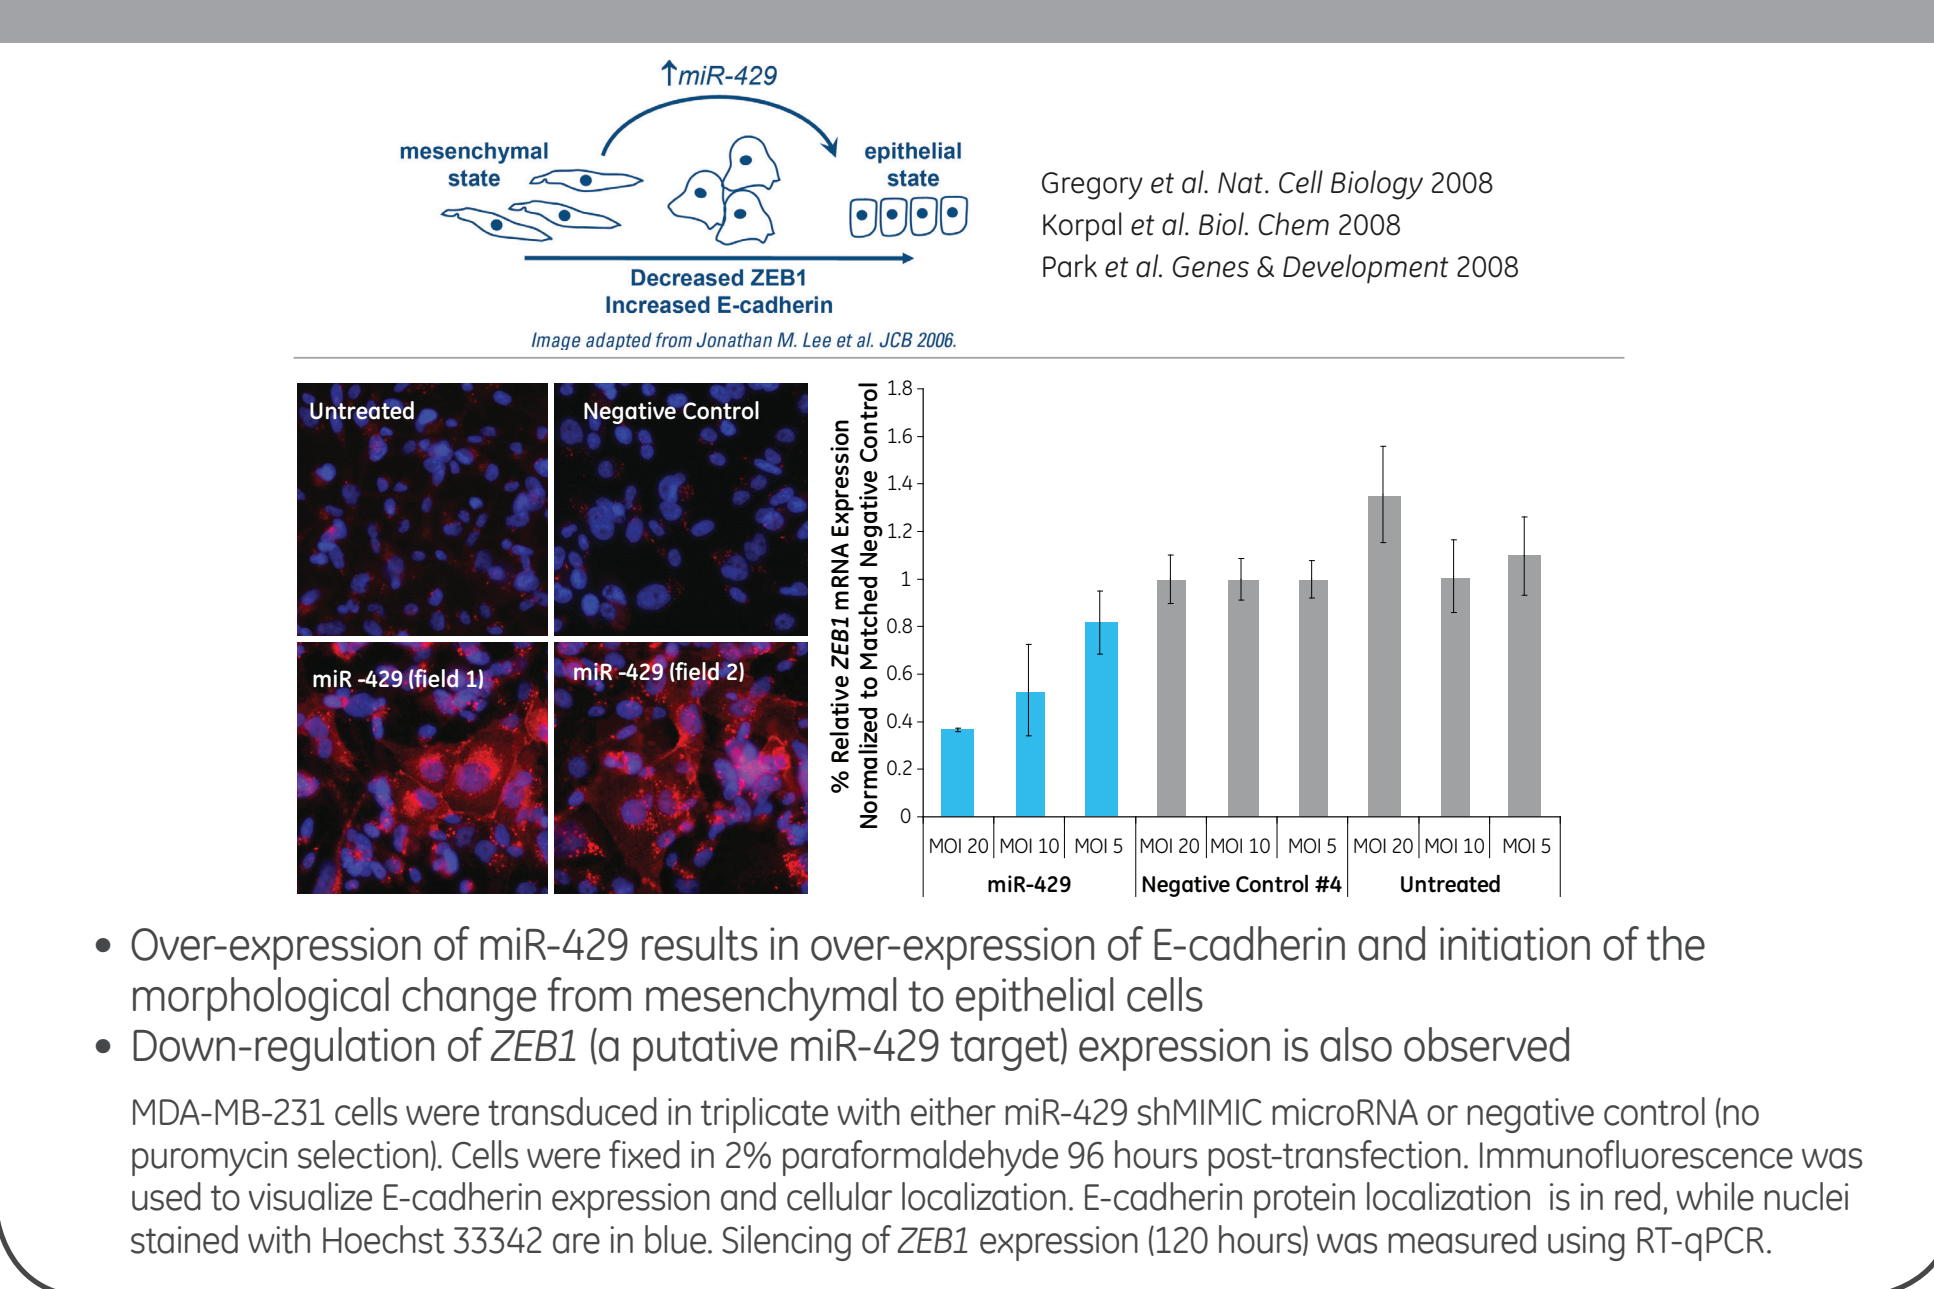 ↑miR-429
mesenchymal
state
epithelial
state
Decreased ZEB1
Increased E-cadherin
Image adapted from Jonathan M. Lee et al. JCB 2006.
Gregory et al. Nat. Cell Biology 2008
Korpal et al. Biol. Chem 2008
Park et al. Genes & Development 2008
Untreated
Negative Control
miR -429 (field 1)
miR -429 (field 2)
% Relative ZEB1 mRNA Expression
Normalized to Matched Negative Control
1.8
1.6
1.4
1.2
1
0.8
0.6
0.4
0.2
0
MOI 20 MOI 10 MOI 5 MOI 20 MOI 10 MOI 5 MOI 20 MOI 10 MOI 5
miR-429 Negative Control #4 Untreated
• Over-expression of miR-429 results in over-expression of E-cadherin and initiation of the
morphological change from mesenchymal to epithelial cells
• Down-regulation of ZEB1 (a putative miR-429 target) expression is also observed
MDA-MB-231 cells were transduced in triplicate with either miR-429 shMIMIC microRNA or negative control (no
puromycin selection). Cells were fixed in 2% paraformaldehyde 96 hours post-transfection. Immunofluorescence was
used to visualize E-cadherin expression and cellular localization. E-cadherin protein localization is in red, while nuclei
stained with Hoechst 33342 are in blue. Silencing of ZEB1 expression (120 hours) was measured using RT-qPCR.